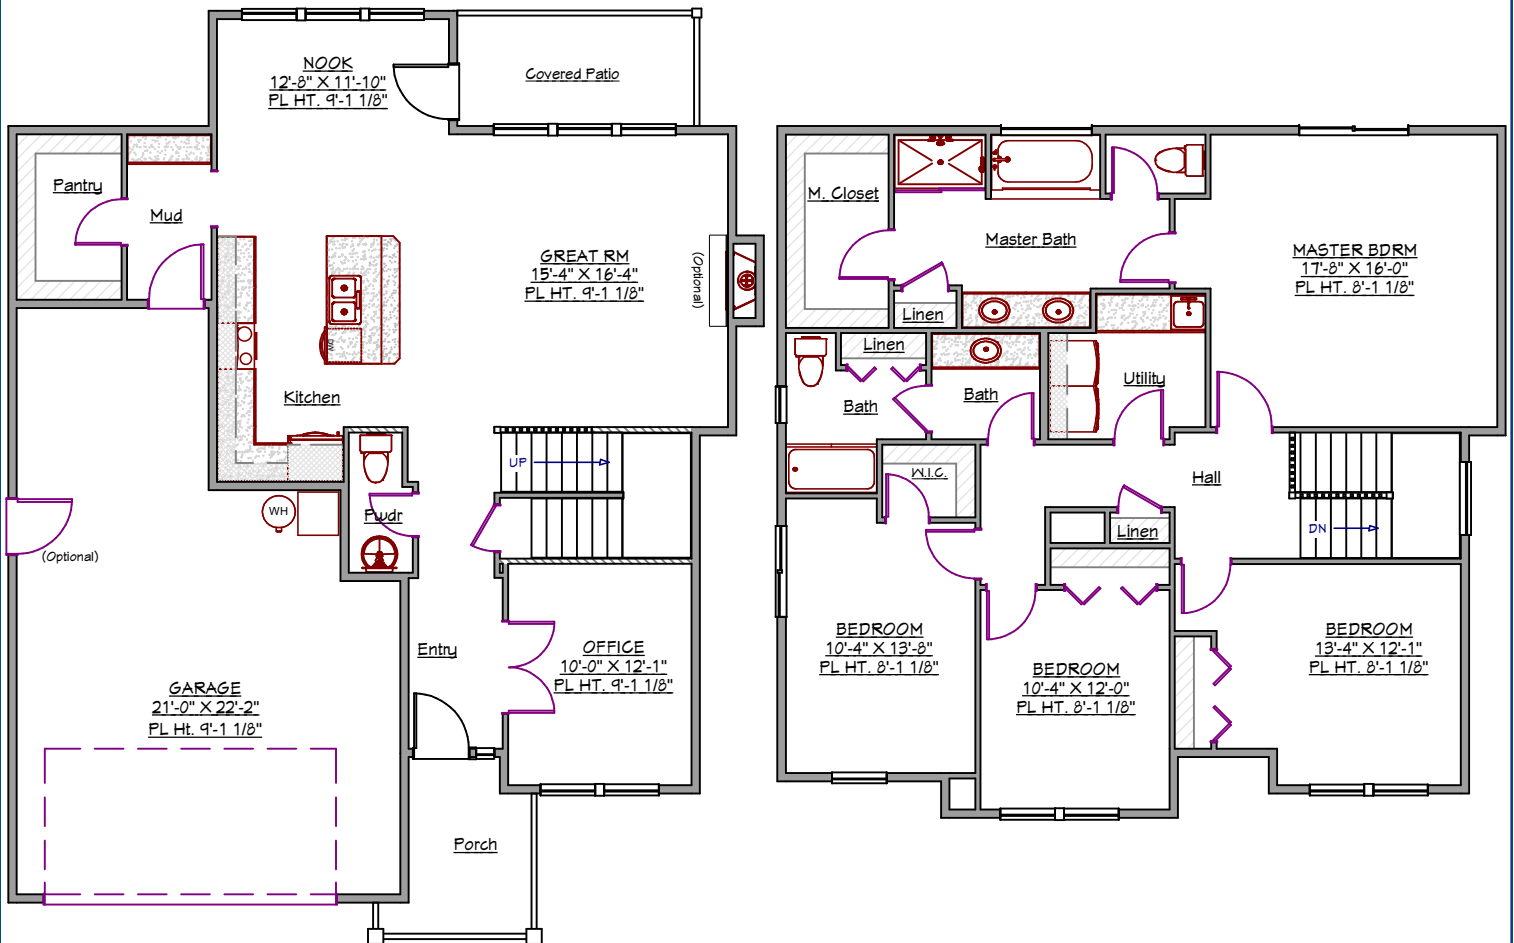 NOOK
12'-8" X 11'-10"
PL HT. 9'-1 1/8"
Covered Patio
Pantry
Mud
GREAT RM
15'-4" X 16'-4"
PL HT. 9'-1 1/8"
(Optional)
DW
Kitchen
UP
WH
Pwdr
(Optional)
Entry
OFFICE
10'-0" X 12'-1"
PL HT. 9'-1 1/8"
GARAGE
21'-0" X 22'-2"
PL Ht. 9'-1 1/8"
Porch
M. Closet
Master Bath
MASTER BDRM
17'-8" X 16'-0"
PL HT. 8'-1 1/8"
Linen
Linen
Utility
Bath
Bath
W.I.C.
Hall
Linen
DN
BEDROOM
10'-4" X 13'-8"
PL HT. 8'-1 1/8"
BEDROOM
10'-4" X 12'-0"
PL HT. 8'-1 1/8"
BEDROOM
13'-4" X 12'-1"
PL HT. 8'-1 1/8"